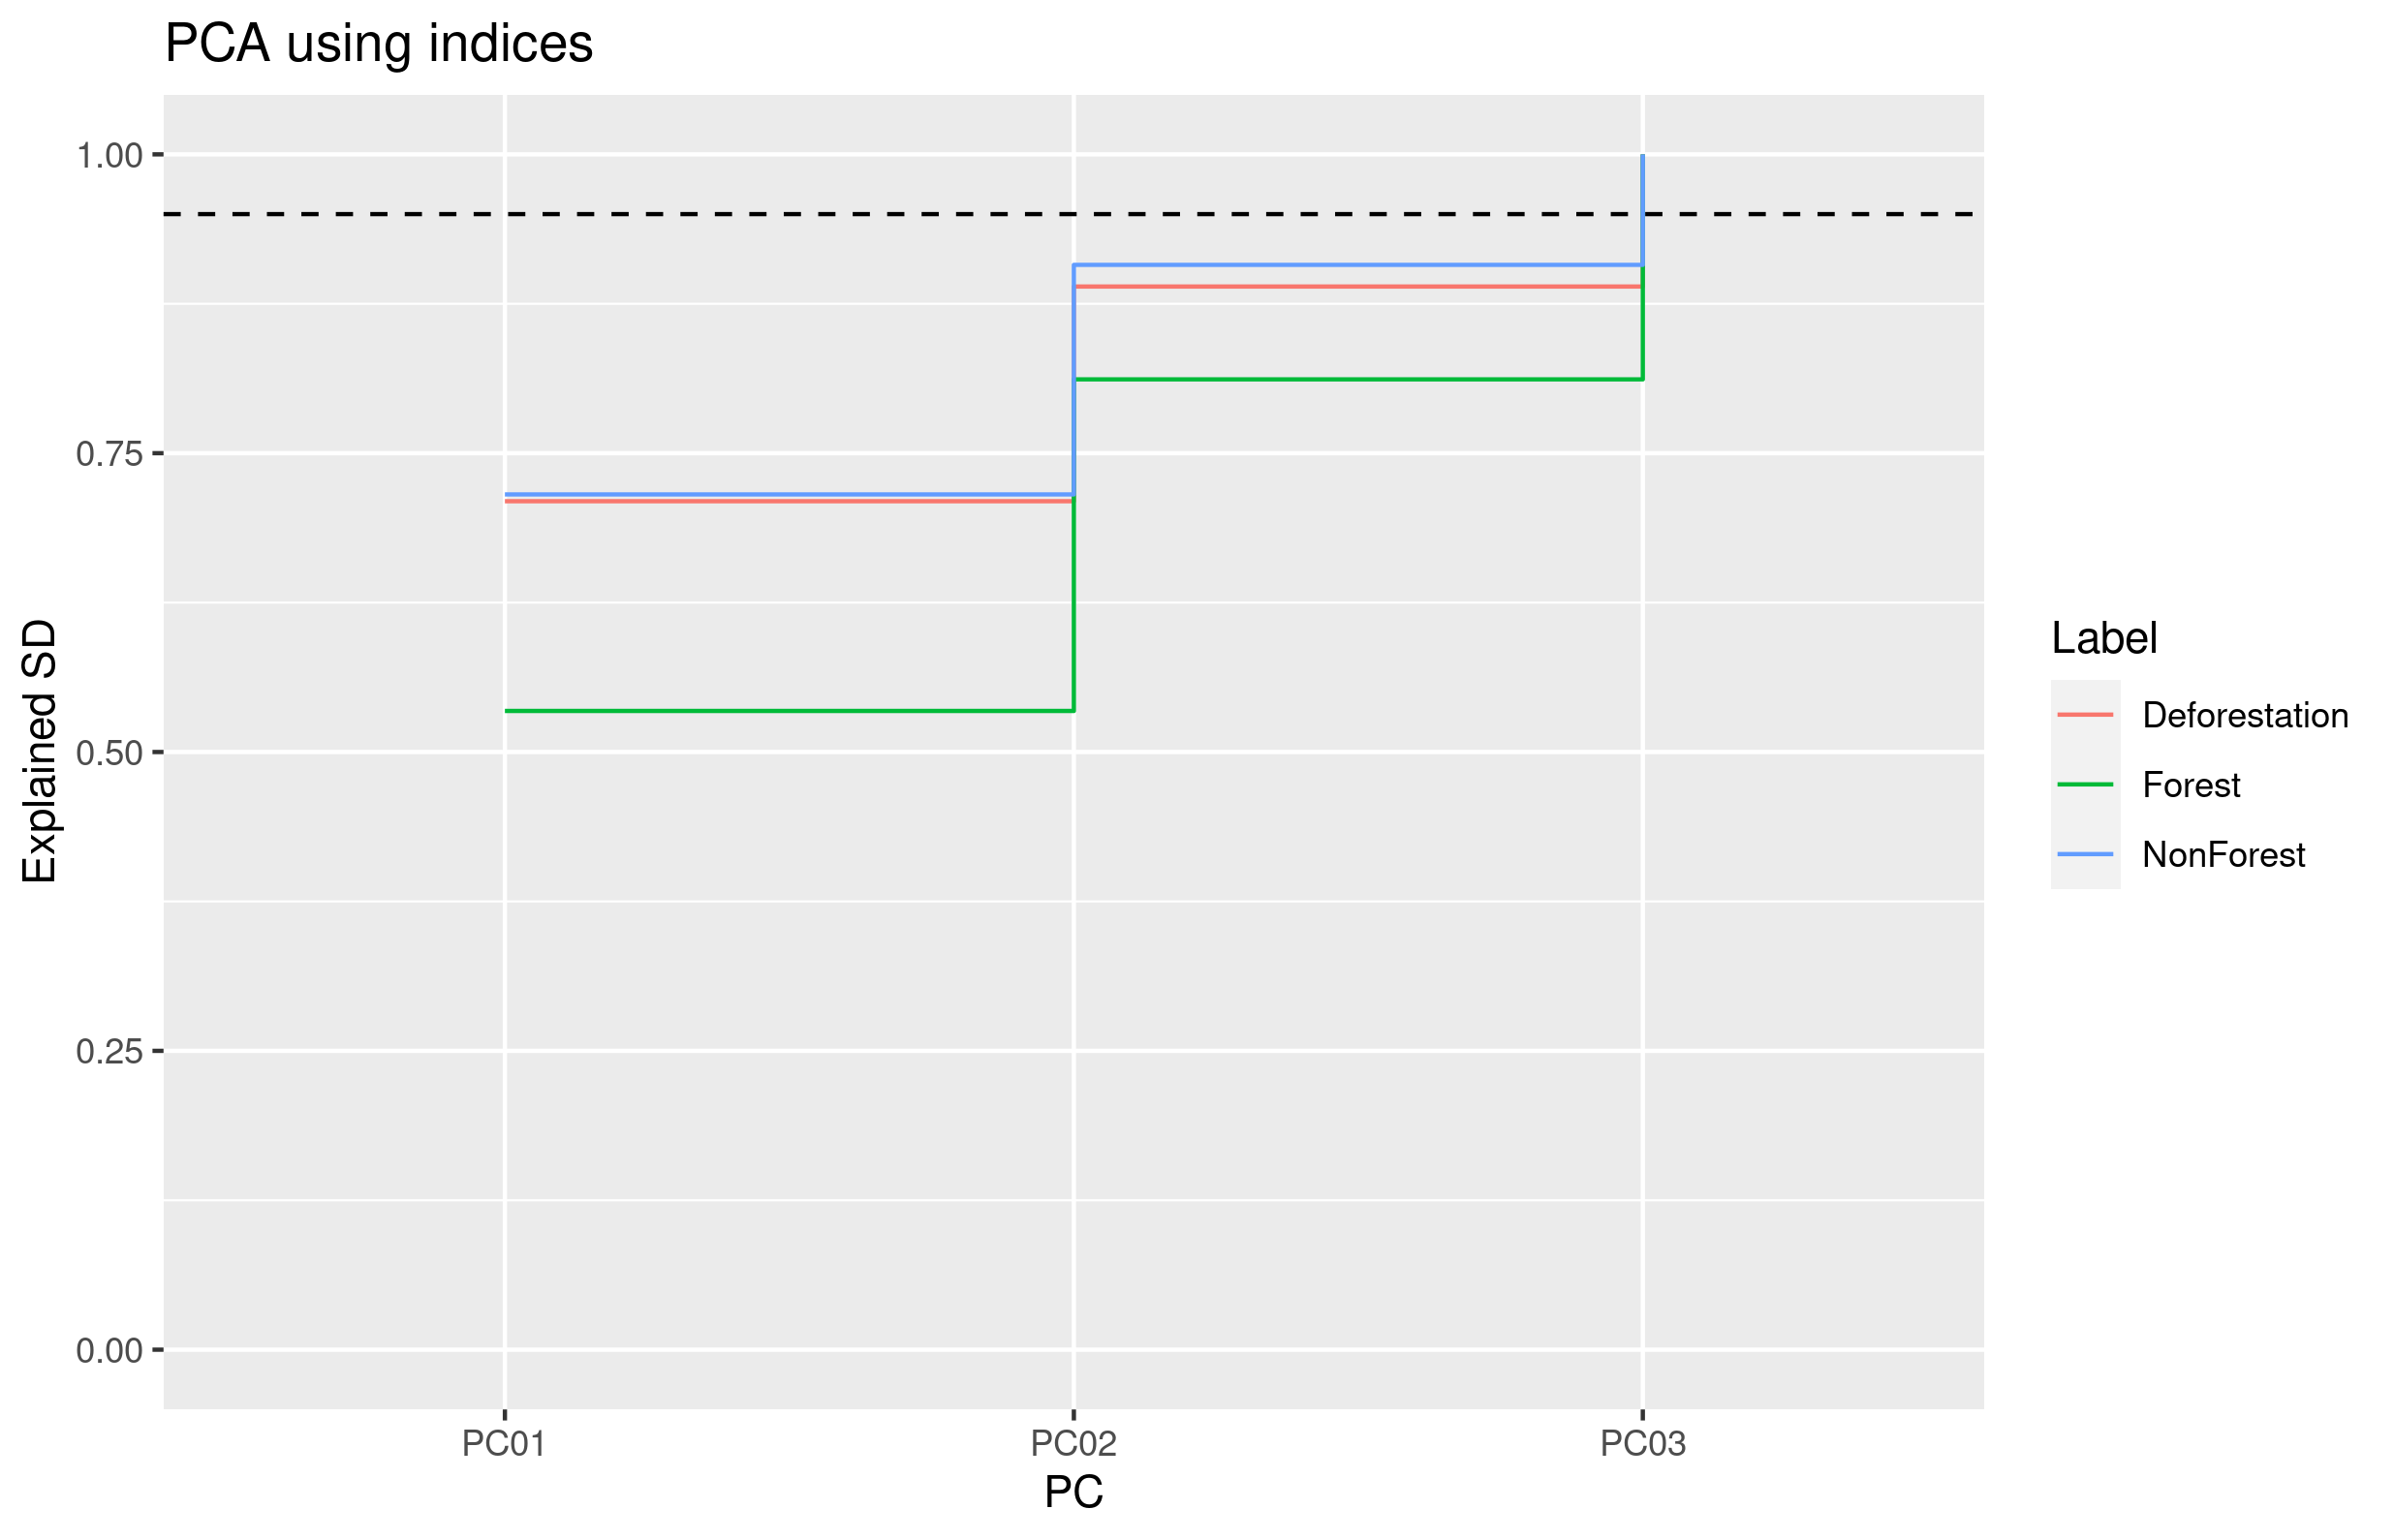 PCA using indices
1.00
0.75
0.50
0.25
0.00
Explained SD
PC01 PC02 PC03
PC
Label
Deforestation
Forest
NonForest